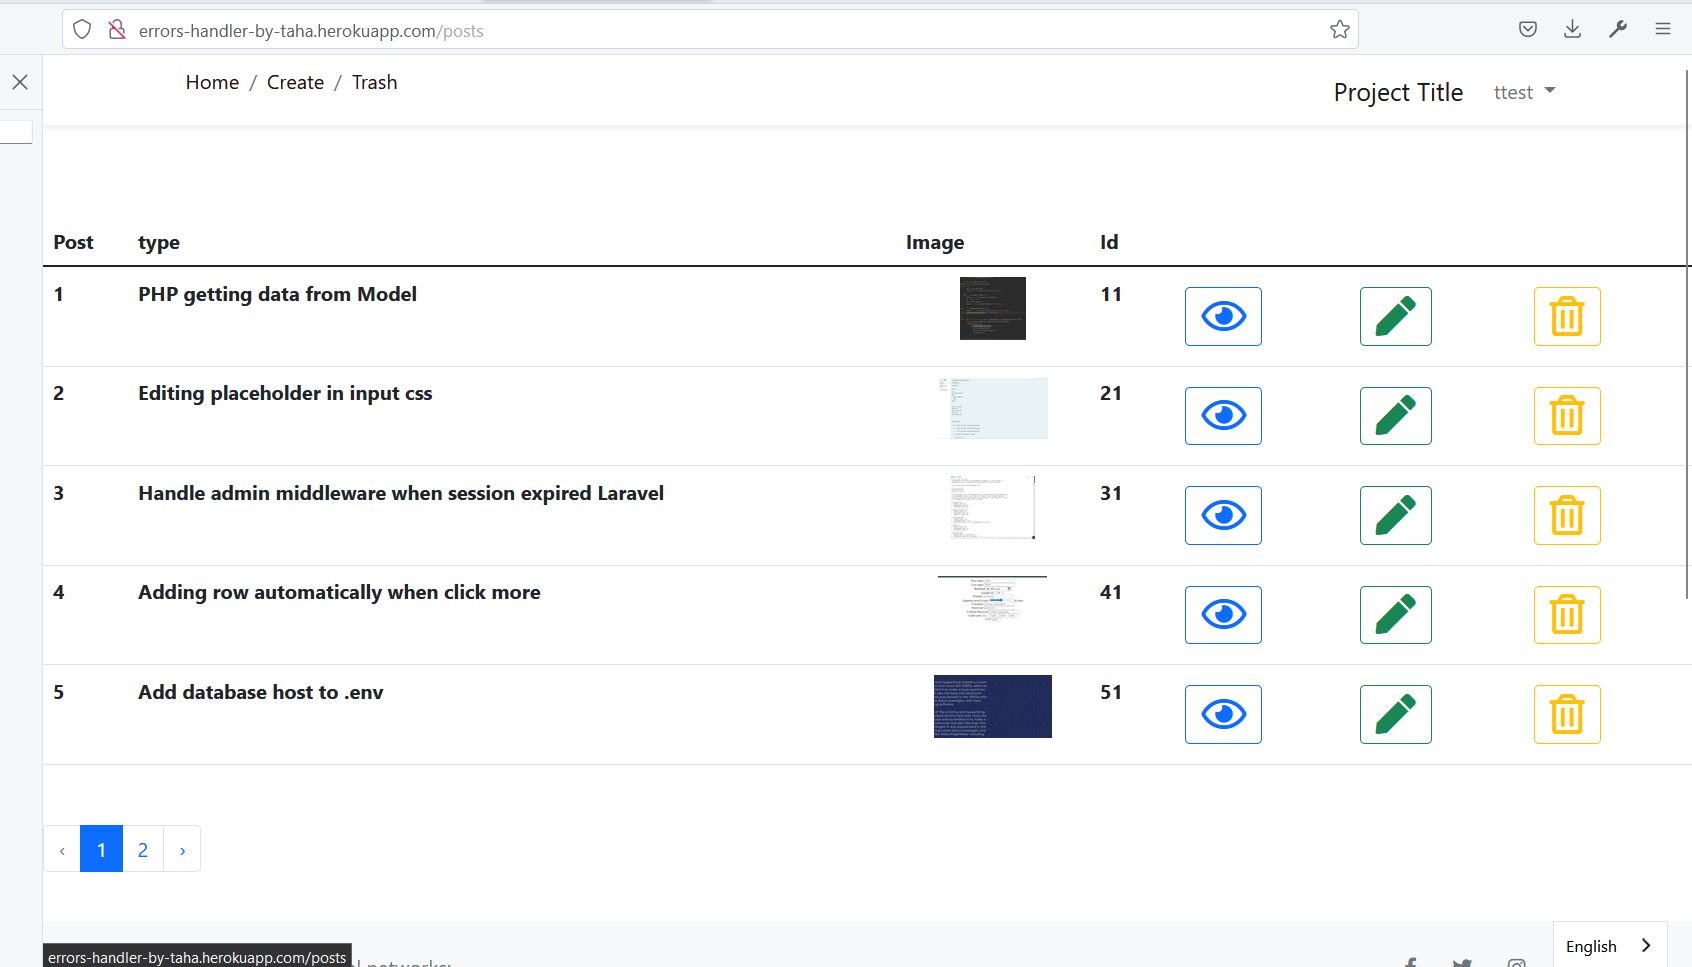 errors-handler-by-taha.herokuapp.com/posts
Home / Create / Trash
Project Title ttest
Post type Image Id
1 PHP getting data from Model 11
2 Editing placeholder in input css 21
3 Handle admin middleware when session expired Laravel 31
4 Adding row automatically when click more 41
5 Add database host to .env 51
‹ 1 2 ›
English
errors-handler-by-taha.herokuapp.com/posts
networks: